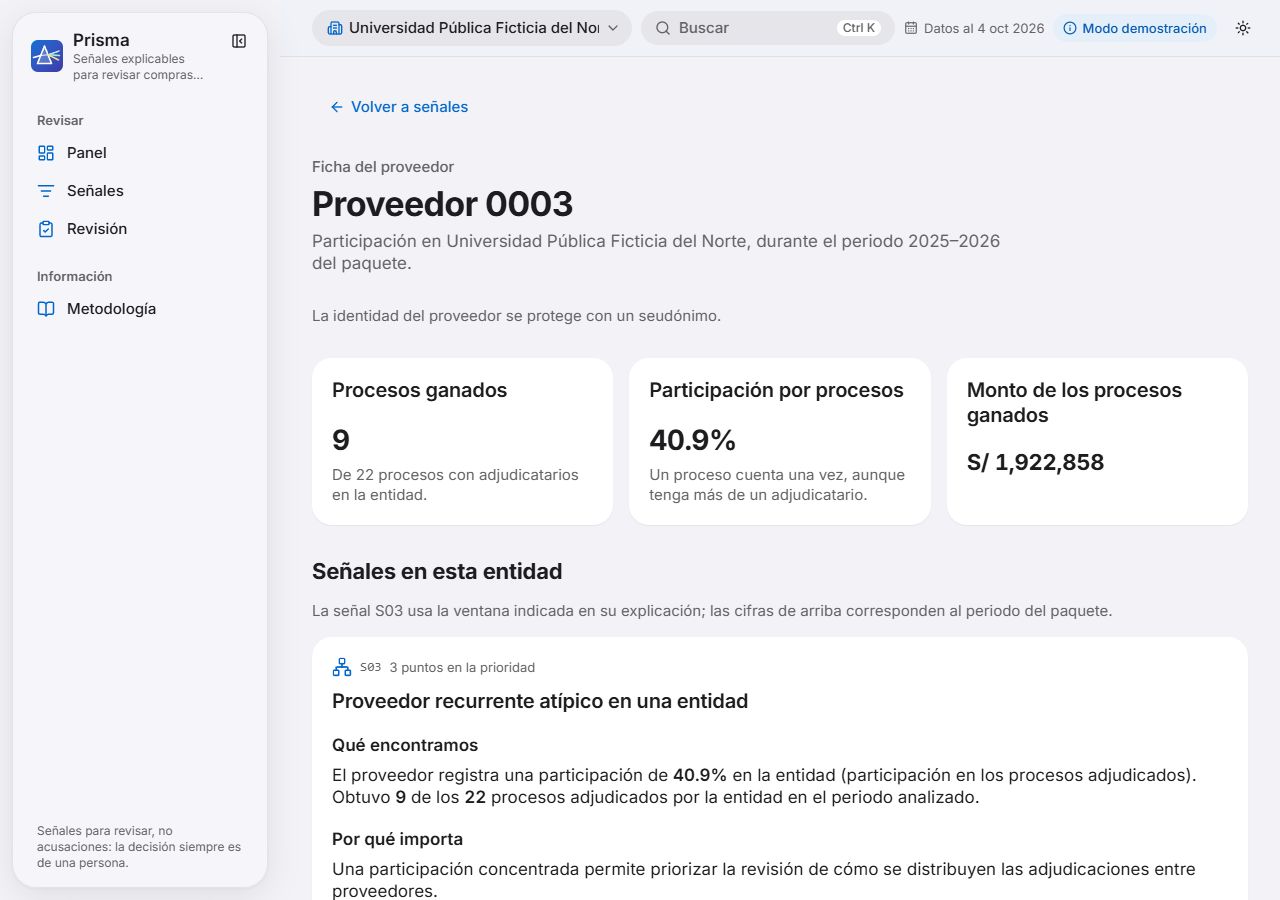 Prisma
Señales explicables
para revisar compras...
Revisar
Panel
Señales
Revisión
Información
Metodología
Señales para revisar, no
acusaciones: la decisión siempre es
de una persona.
Universidad Pública Ficticia del Nor
Buscar
Ctrl K
Datos al 4 oct 2026
Modo demostración
Volver a señales
Ficha del proveedor
Proveedor 0003
Participación en Universidad Pública Ficticia del Norte, durante el periodo 2025–2026
del paquete.
La identidad del proveedor se protege con un seudónimo.
Procesos ganados
9
De 22 procesos con adjudicatarios
en la entidad.
Participación por procesos
40.9%
Un proceso cuenta una vez, aunque
tenga más de un adjudicatario.
Monto de los procesos
ganados
S/ 1,922,858
Señales en esta entidad
La señal S03 usa la ventana indicada en su explicación; las cifras de arriba corresponden al periodo del paquete.
S03 3 puntos en la prioridad
Proveedor recurrente atípico en una entidad
Qué encontramos
El proveedor registra una participación de 40.9% en la entidad (participación en los procesos adjudicados).
Obtuvo 9 de los 22 procesos adjudicados por la entidad en el periodo analizado.
Por qué importa
Una participación concentrada permite priorizar la revisión de cómo se distribuyen las adjudicaciones entre
proveedores.